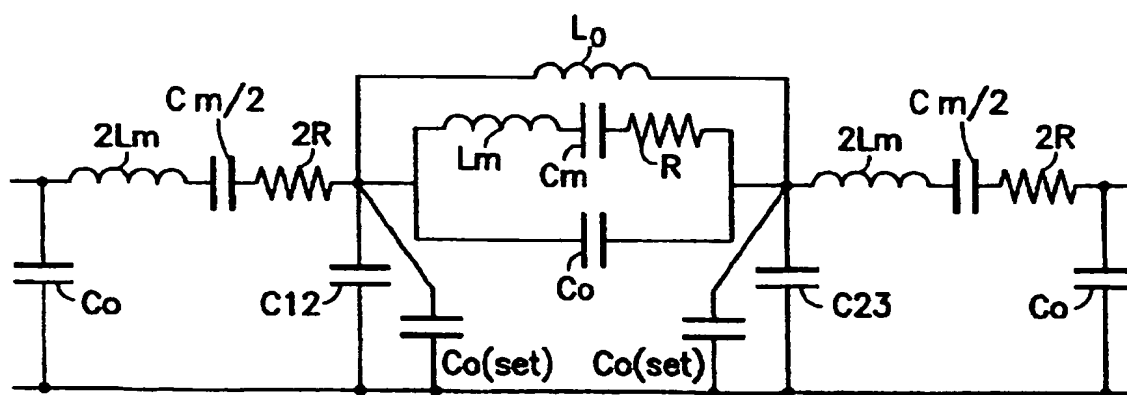 L0
Cm/2
2Lm
2R
Lm
Cm
R
Cm/2
2Lm
2R
Co
C12
Co
C23
Co
Co(set)
Co(set)